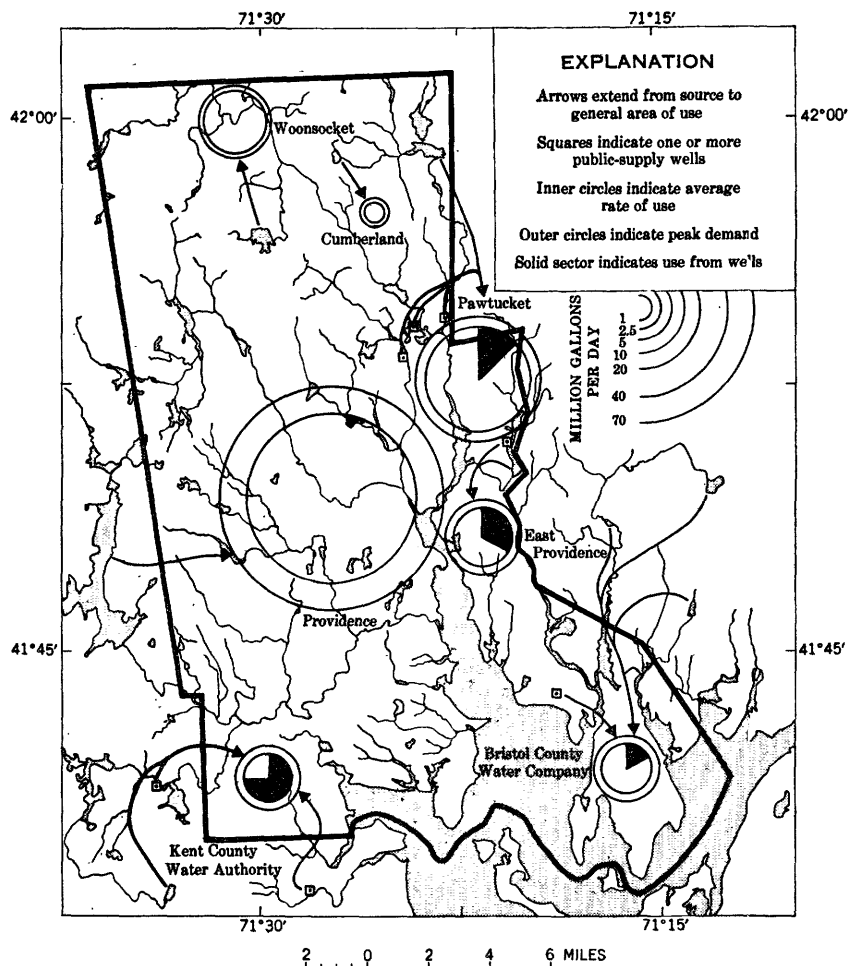 71°30′
71°15′
EXPLANATION
Arrows extend from source to
general area of use
Squares indicate one or more
public-supply wells
Inner circles indicate average
rate of use
Outer circles indicate peak demand
Solid sector indicates use from we'ls
42°00′
42°00′
Woonsocket
Cumberland
Pawtucket
MILLION GALLONS
PER DAY
1
2.5
5
10
20
40
70
East
Providence
Providence
41°45′
41°45′
Bristol County
Water Company
Kent County
Water Authority
71°30′
71°15′
2 0 2 4 6 MILES